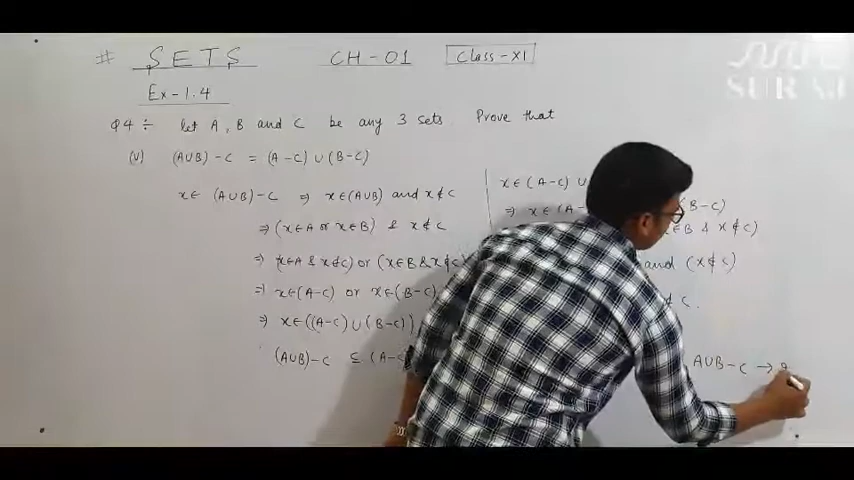 # SETS CH-01 Class-XI
Ex-1.4
Q4 ÷ let A, B and C be any 3 sets. Prove that
(v) (A∪B)-C = (A-C) ∪ (B-C)
x∈ (A∪B)-C ⇒ x∈(A∪B) and x∉C
⇒ (x∈A or x∈B) & x∉C
⇒ (x∈A & x∉C) or (x∈B & x∉C)
⇒ x∈(A-C) or x∈(B-C)
⇒ x∈((A-C) ∪ (B-C))
(A∪B)-C ⊆ (A-C
x∈(A-C) ∪
⇒ x∈(A- (B-C)
x∈B & x∉C)
and (x∉C)
∉ C.
A∪B-C →
SURAJ